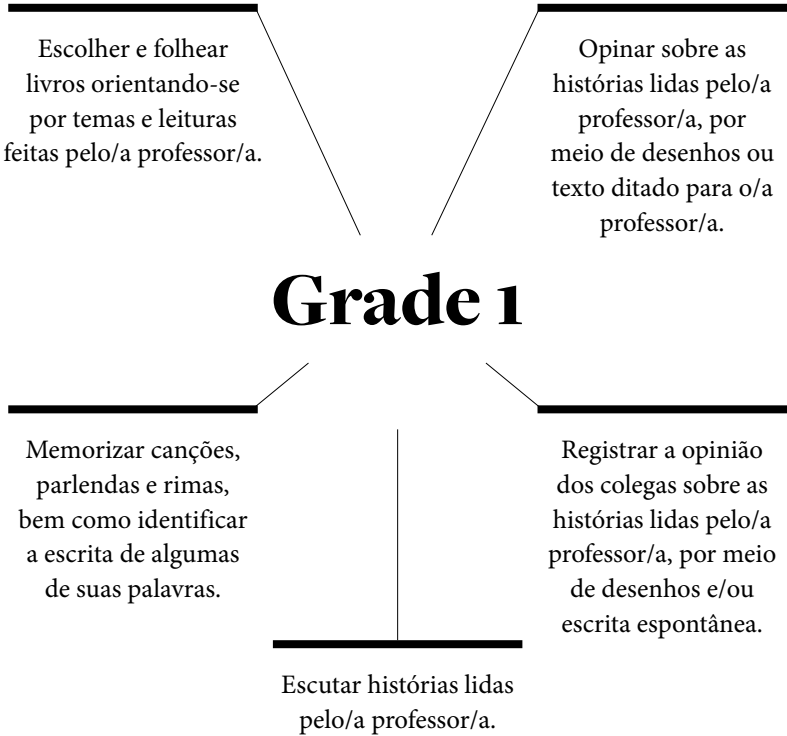 Escolher e folhear
livros orientando-se
por temas e leituras
feitas pelo/a professor/a.
Opinar sobre as
histórias lidas pelo/a
professor/a, por
meio de desenhos ou
texto ditado para o/a
professor/a.
Grade 1
Memorizar canções,
parlendas e rimas,
bem como identificar
a escrita de algumas
de suas palavras.
Registrar a opinião
dos colegas sobre as
histórias lidas pelo/a
professor/a, por meio
de desenhos e/ou
escrita espontânea.
Escutar histórias lidas
pelo/a professor/a.